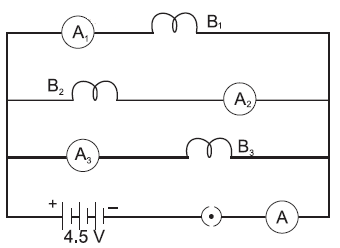 A₁ B₁
B₂ A₂
A₃ B₃
+ − A
4.5 V